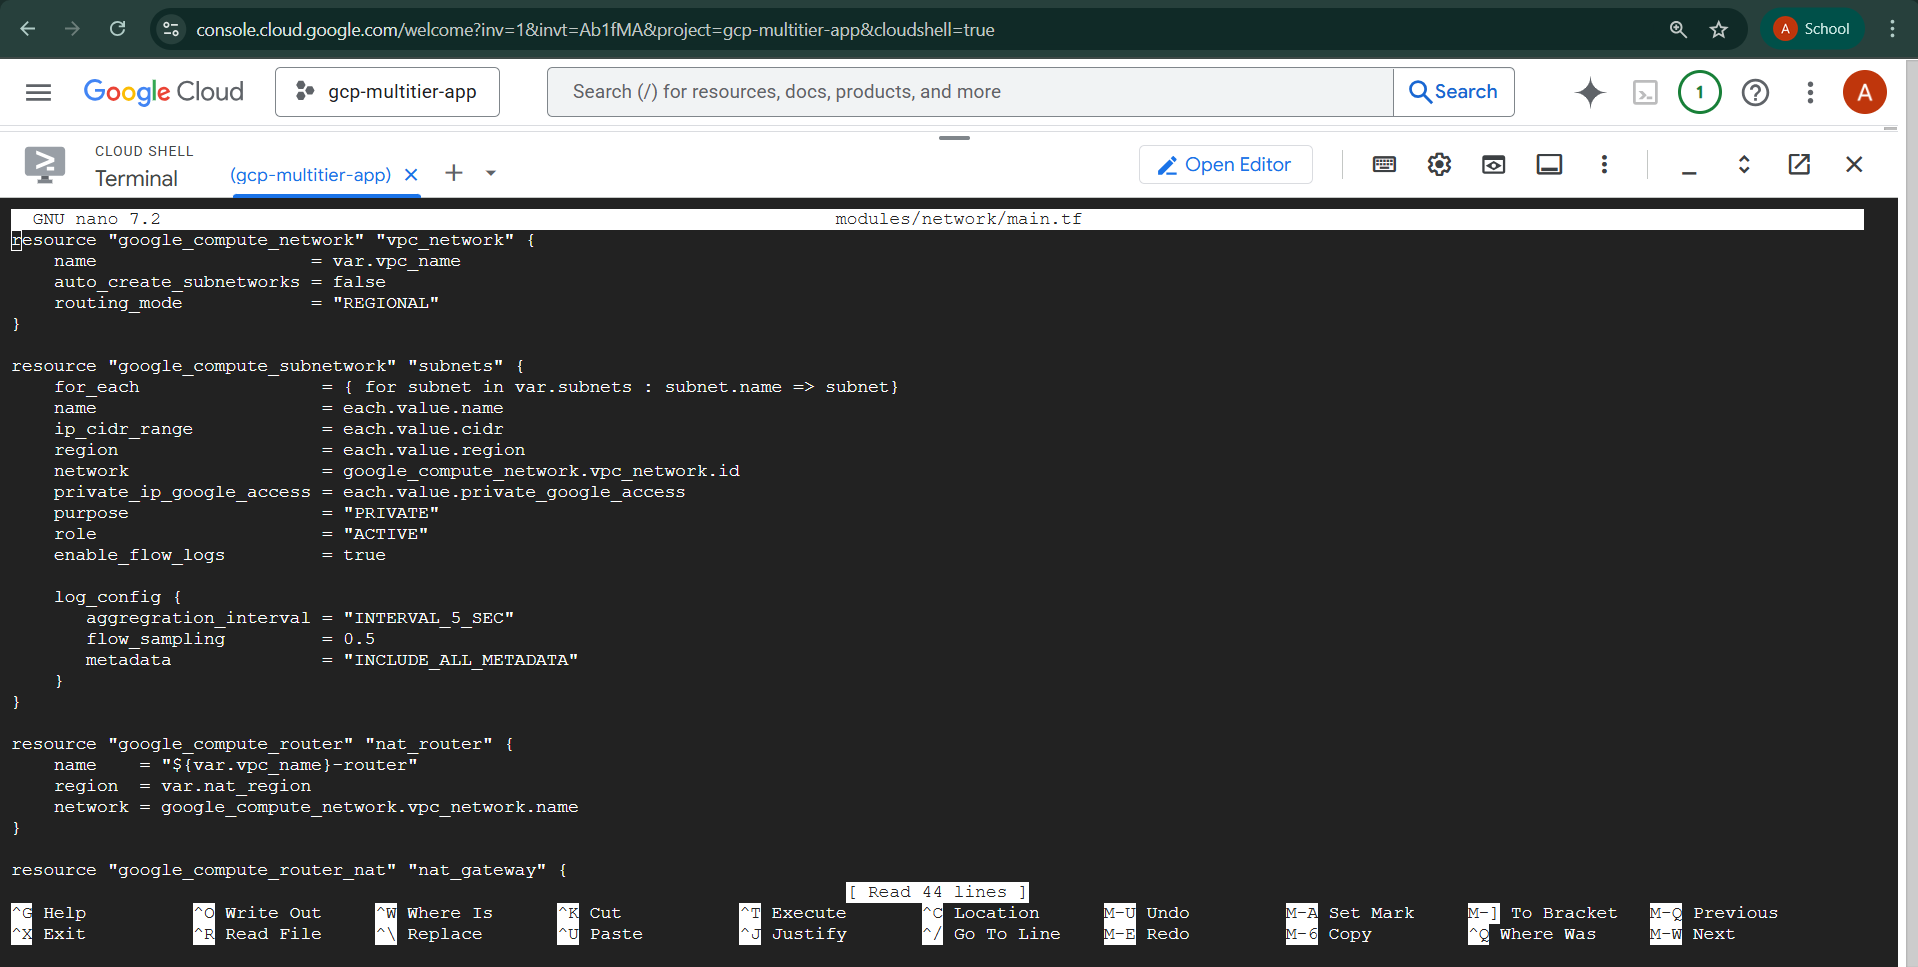 console.cloud.google.com/welcome?inv=1&invt=Ab1fMA&project=gcp-multitier-app&cloudshell=true
A School
Google Cloud
gcp-multitier-app
Search (/) for resources, docs, products, and more
Search
1
A
CLOUD SHELL
Terminal
(gcp-multitier-app)
Open Editor
GNU nano 7.2 modules/network/main.tf
resource "google_compute_network" "vpc_network" {
    name                    = var.vpc_name
    auto_create_subnetworks = false
    routing_mode            = "REGIONAL"
}
resource "google_compute_subnetwork" "subnets" {
    for_each                 = { for subnet in var.subnets : subnet.name => subnet}
    name                     = each.value.name
    ip_cidr_range            = each.value.cidr
    region                   = each.value.region
    network                  = google_compute_network.vpc_network.id
    private_ip_google_access = each.value.private_google_access
    purpose                  = "PRIVATE"
    role                     = "ACTIVE"
    enable_flow_logs         = true
    log_config {
       aggregration_interval = "INTERVAL_5_SEC"
       flow_sampling         = 0.5
       metadata              = "INCLUDE_ALL_METADATA"
    }
}
resource "google_compute_router" "nat_router" {
    name    = "${var.vpc_name}-router"
    region  = var.nat_region
    network = google_compute_network.vpc_network.name
}
resource "google_compute_router_nat" "nat_gateway" {
[ Read 44 lines ]
^G Help ^O Write Out ^W Where Is ^K Cut ^T Execute ^C Location M-U Undo M-A Set Mark M-] To Bracket M-Q Previous
^X Exit ^R Read File ^\ Replace ^U Paste ^J Justify ^/ Go To Line M-E Redo M-6 Copy ^Q Where Was M-W Next